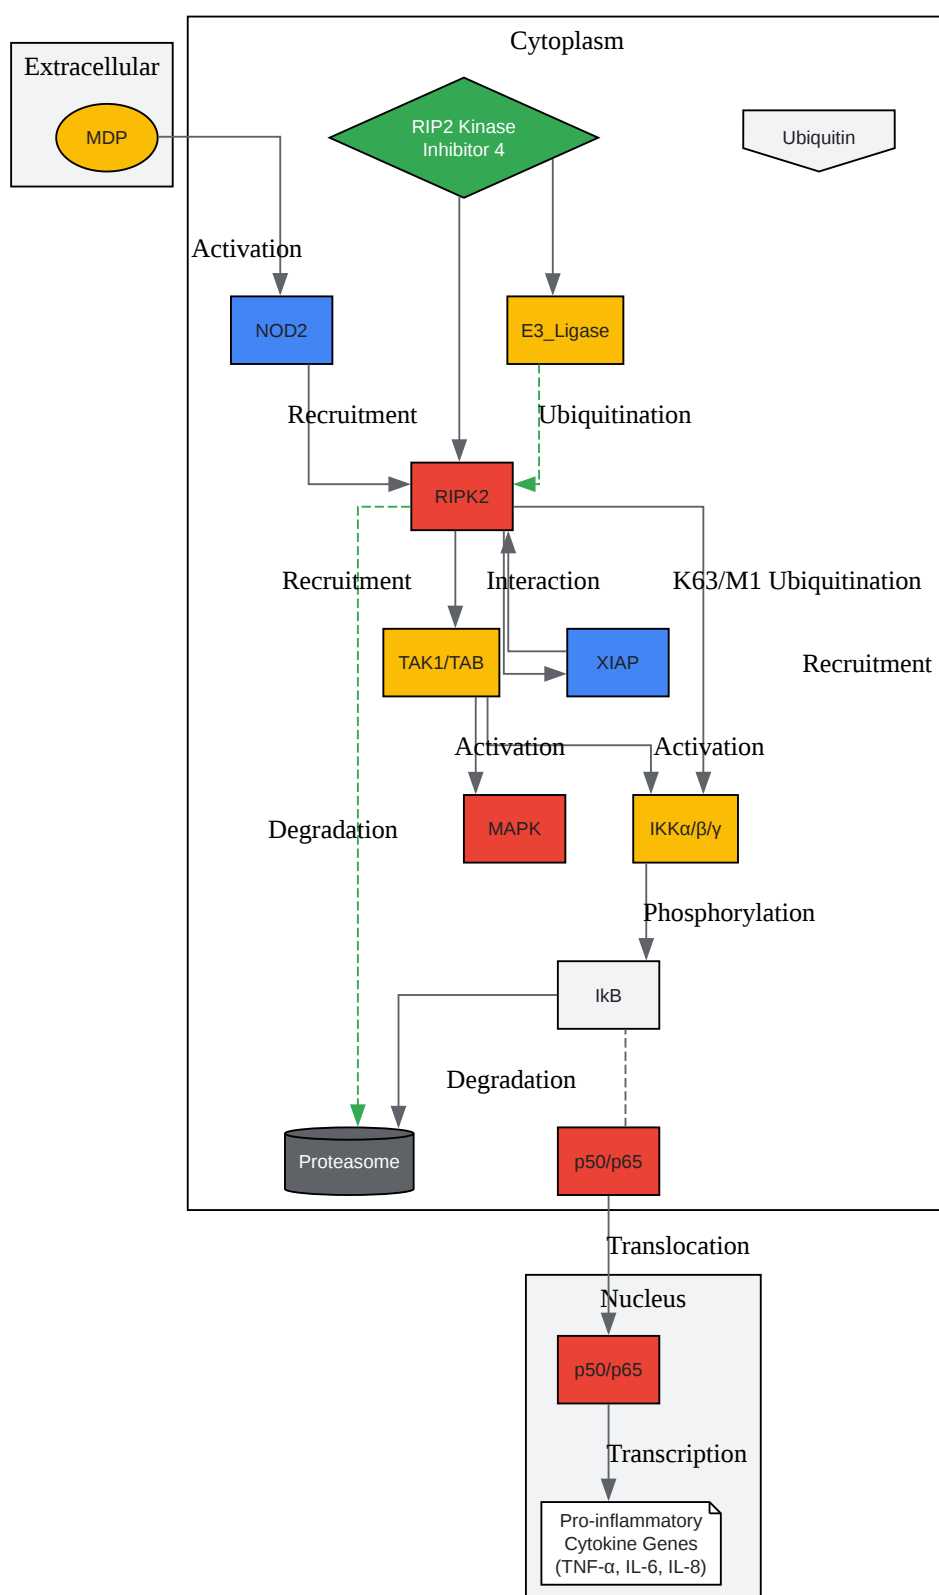 Cytoplasm
Extracellular
MDP
RIP2 Kinase
Inhibitor 4
Ubiquitin
Activation
NOD2
E3_Ligase
Recruitment
Ubiquitination
RIPK2
Recruitment
Interaction
K63/M1 Ubiquitination
TAK1/TAB
XIAP
Recruitment
Activation
Activation
Degradation
MAPK
IKKα/β/γ
Phosphorylation
IkB
Degradation
Proteasome
p50/p65
Translocation
Nucleus
p50/p65
Transcription
Pro-inflammatory
Cytokine Genes
(TNF-α, IL-6, IL-8)